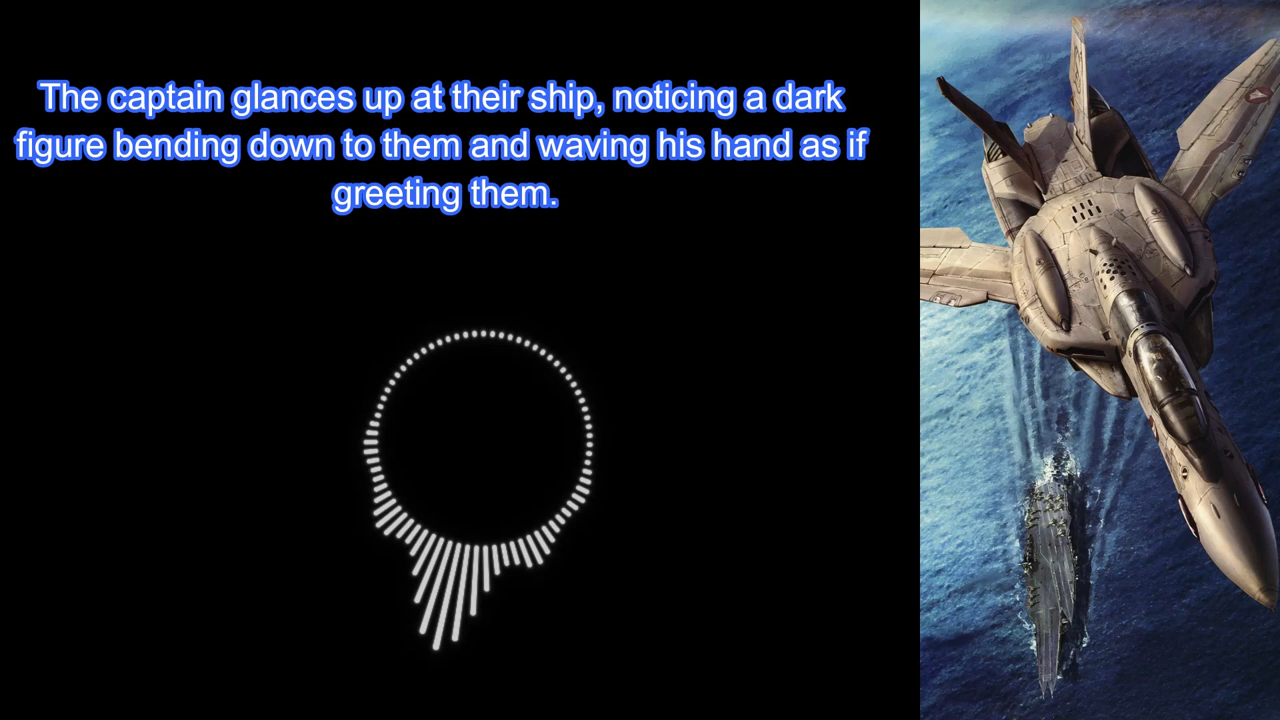 The captain glances up at their ship, noticing a dark
figure bending down to them and waving his hand as if
greeting them.